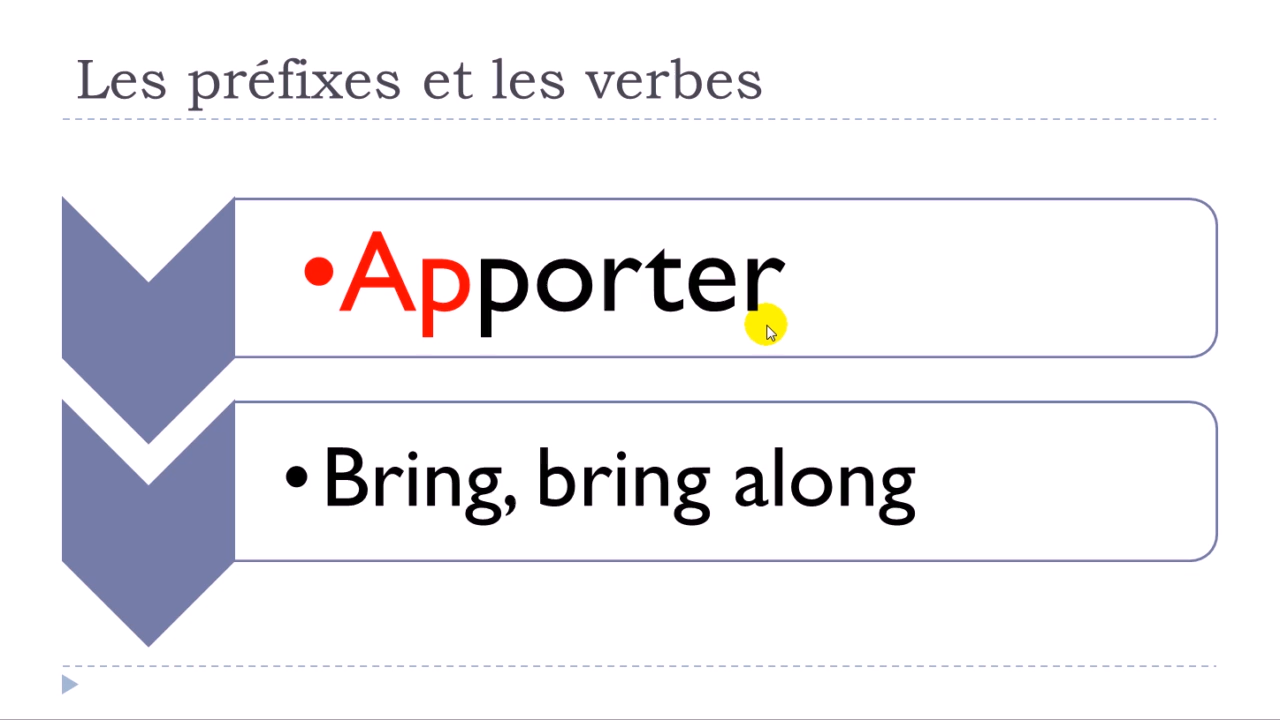 Les préfixes et les verbes
•Apporter
•Bring, bring along